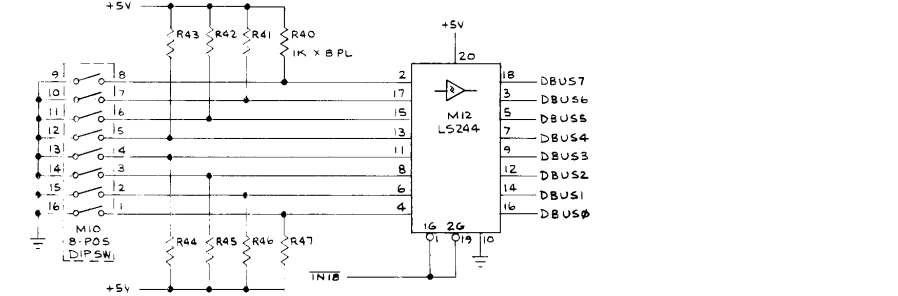 +5V
R43 R42 R41 R40
1K X 8 PL
+5V
20
9 8 2 18 DBUS7
10 7 17 3 DBUS6
11 6 15 M12 5 DBUS5
LS244
12 5 13 7 DBUS4
13 4 11 9 DBUS3
14 3 8 12 DBUS2
15 2 6 14 DBUS1
16 1 4 16 DBUSØ
M10
8-POS
DIPSW
R44 R45 R46 R47
1G 2G
1 19 10
IN18
+5V